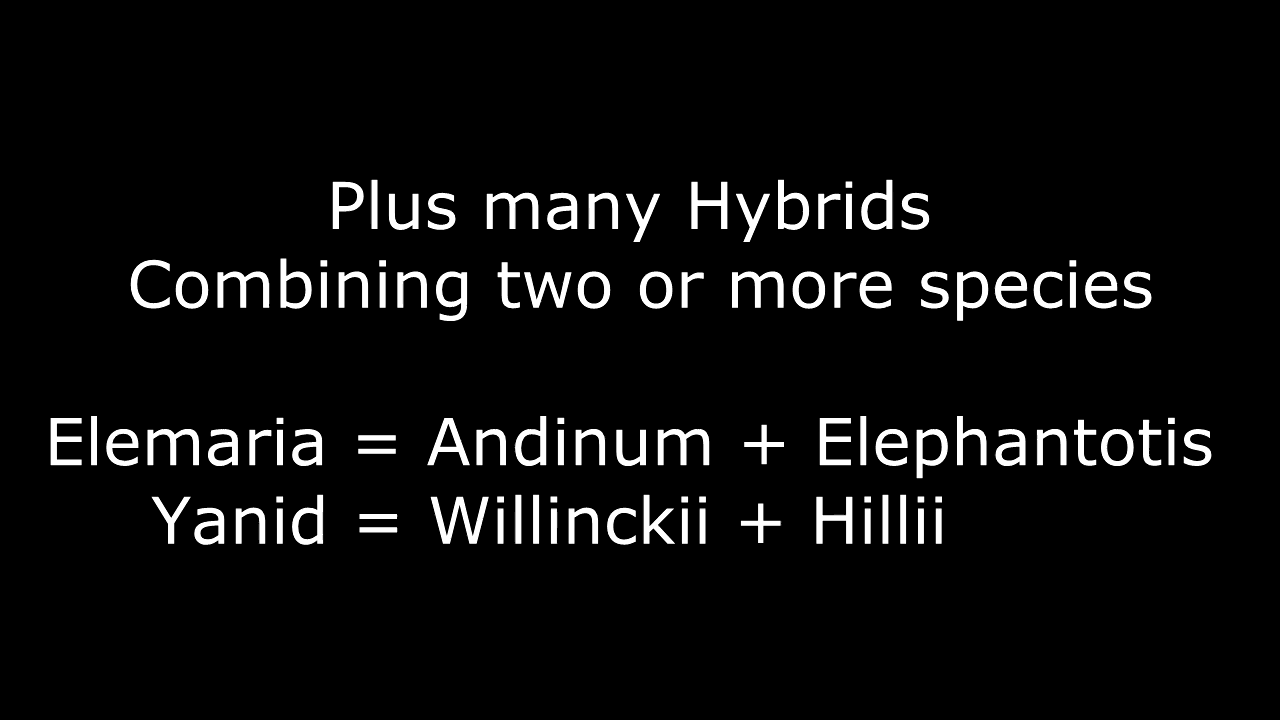 Plus many Hybrids
Combining two or more species
Elemaria = Andinum + Elephantotis
Yanid = Willinckii + Hillii